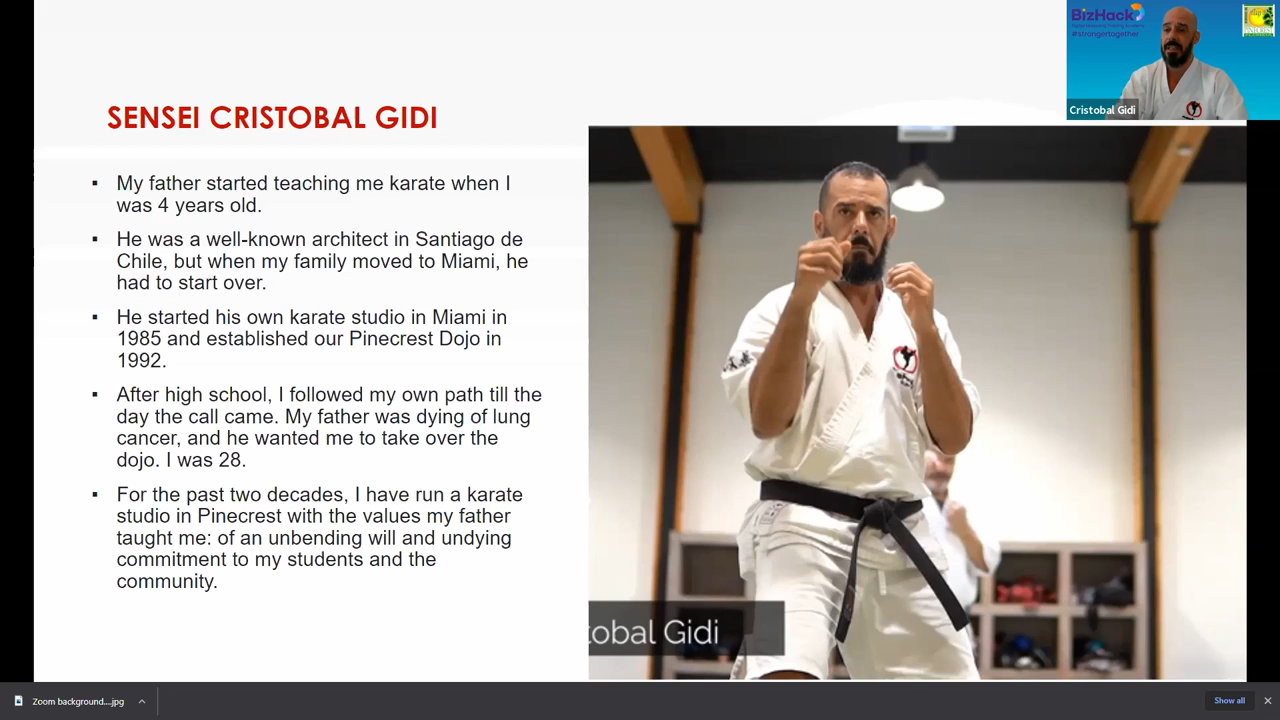 BizHack
#strongertogether
PINECREST
Cristobal Gidi
SENSEI CRISTOBAL GIDI
▪ My father started teaching me karate when I
was 4 years old.
▪ He was a well-known architect in Santiago de
Chile, but when my family moved to Miami, he
had to start over.
▪ He started his own karate studio in Miami in
1985 and established our Pinecrest Dojo in
1992.
▪ After high school, I followed my own path till the
day the call came. My father was dying of lung
cancer, and he wanted me to take over the
dojo. I was 28.
▪ For the past two decades, I have run a karate
studio in Pinecrest with the values my father
taught me: of an unbending will and undying
commitment to my students and the
community.
tobal Gidi
Zoom background....jpg
Show all